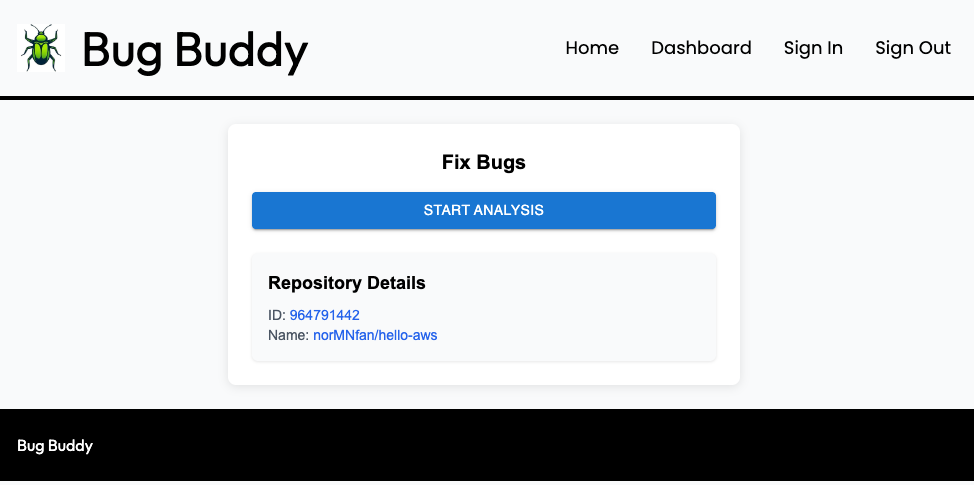 Bug Buddy
Home Dashboard Sign In Sign Out
Fix Bugs
START ANALYSIS
Repository Details
ID: 964791442
Name: norMNfan/hello-aws
Bug Buddy